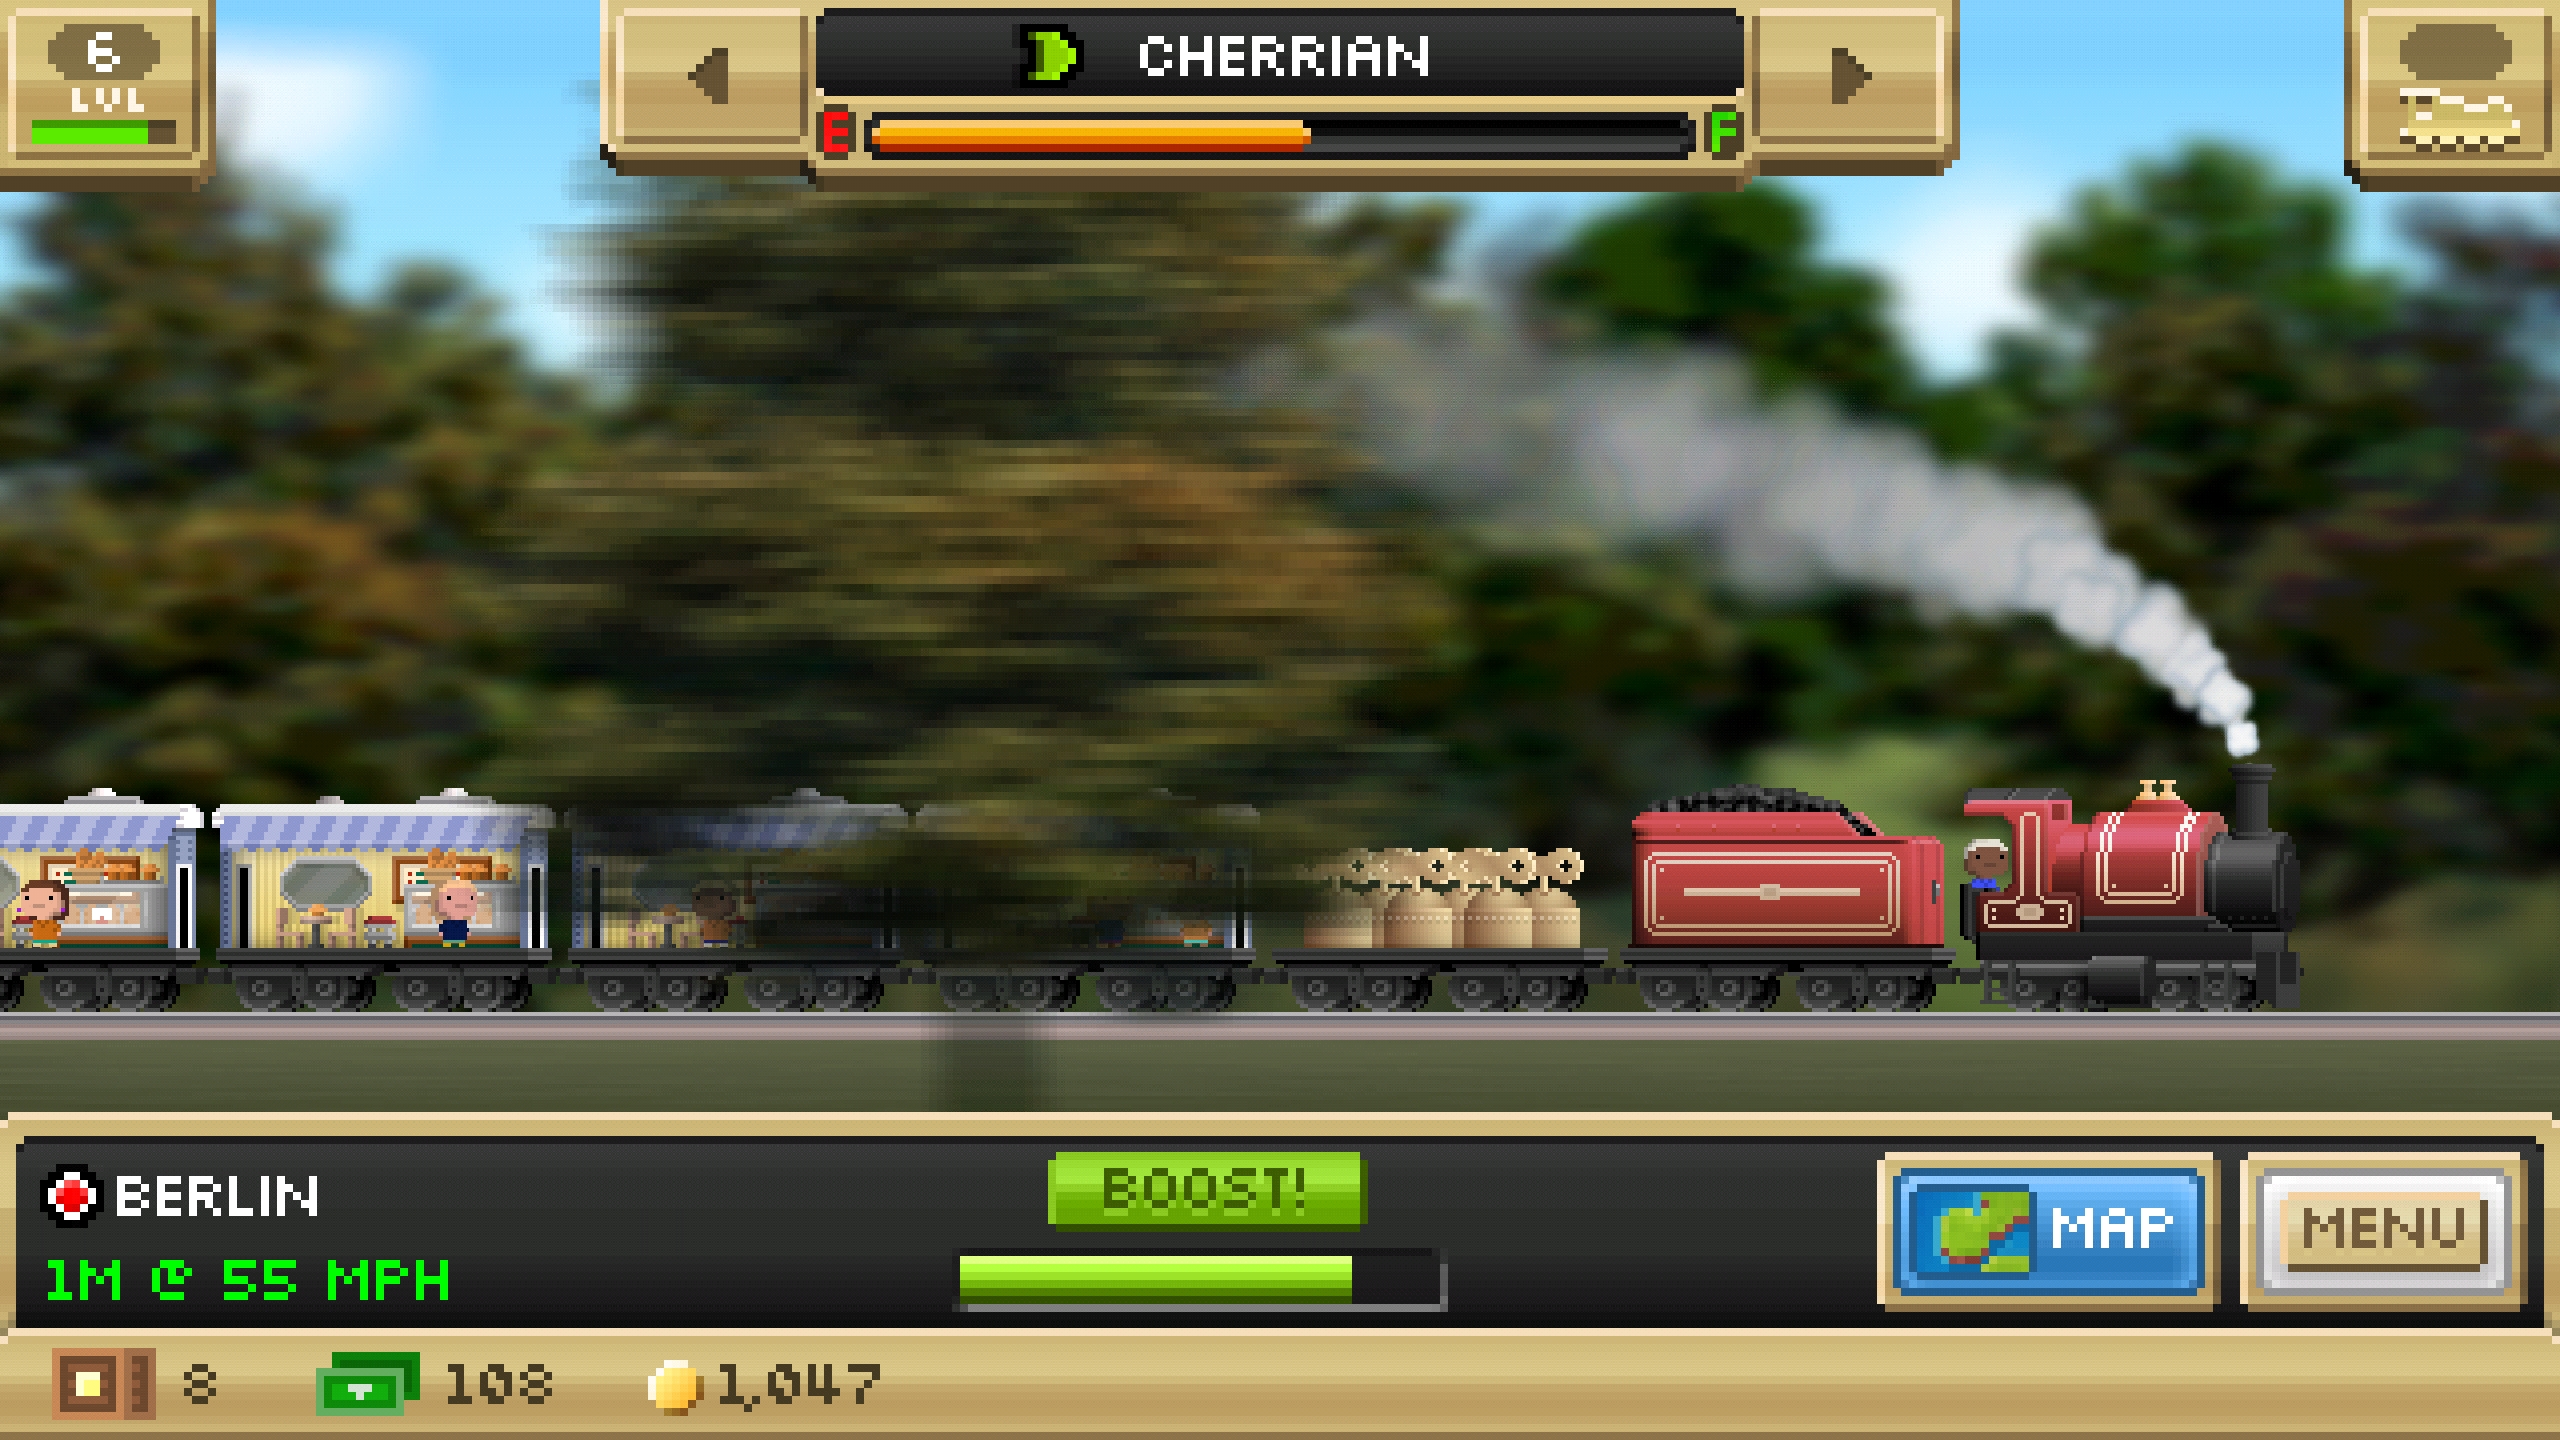 6
LVL
CHERRIAN
E F
BERLIN
1M @ 55 MPH
BOOST!
MAP
MENU
8
108
1,047